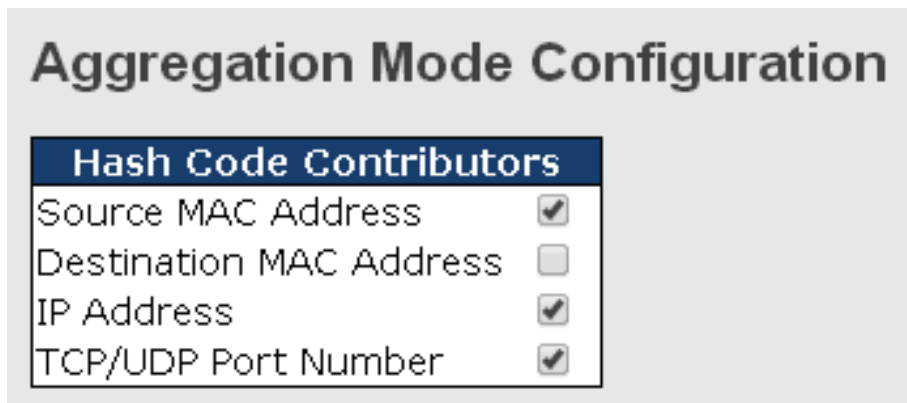 Aggregation Mode Configuration
Hash Code Contributors
Source MAC Address
Destination MAC Address
IP Address
TCP/UDP Port Number